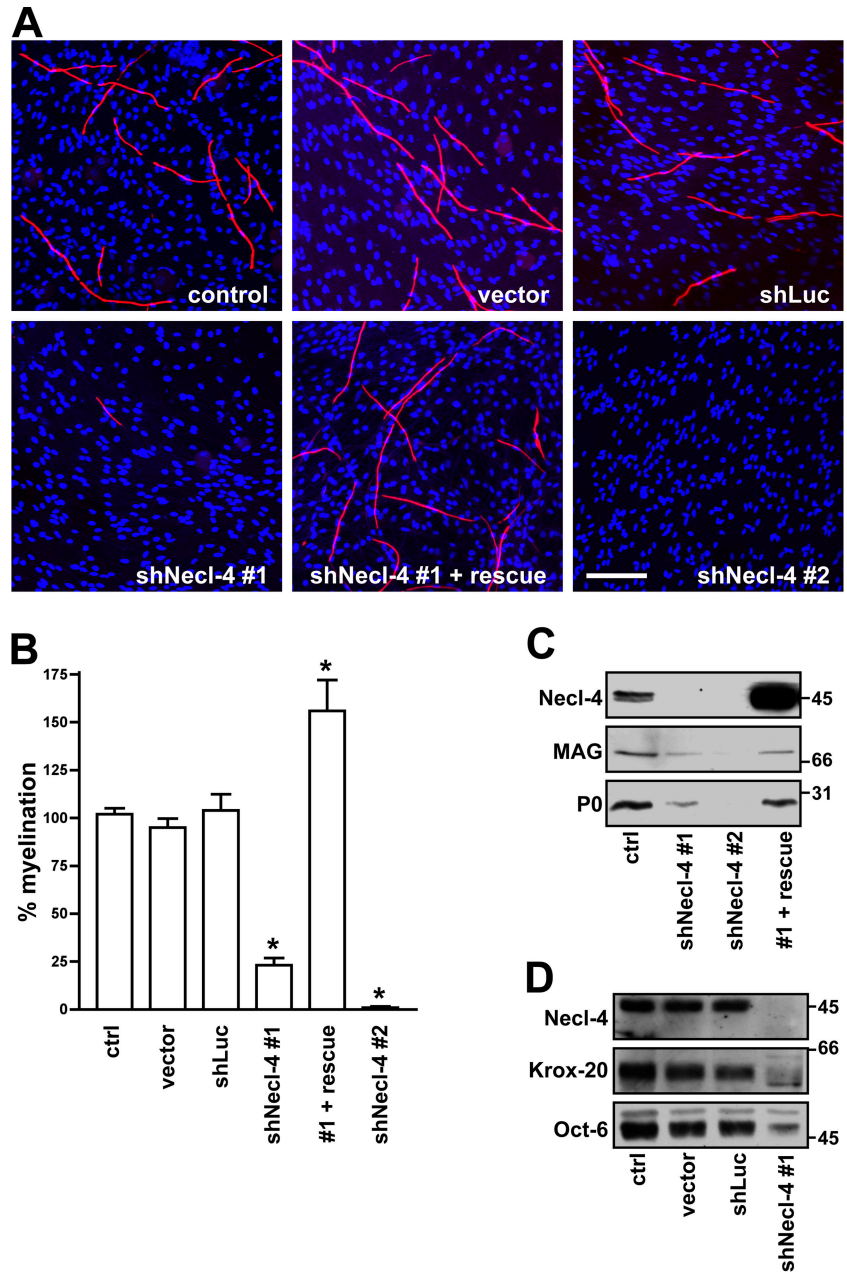 A
control
vector
shLuc
shNecl-4 #1
shNecl-4 #1 + rescue
shNecl-4 #2
B
% myelination
175
150
125
100
75
50
25
0
*
*
*
ctrl
vector
shLuc
shNecl-4 #1
#1 + rescue
shNecl-4 #2
C
Necl-4
45
MAG
66
P0
31
ctrl
shNecl-4 #1
shNecl-4 #2
#1 + rescue
D
Necl-4
45
Krox-20
66
Oct-6
45
ctrl
vector
shLuc
shNecl-4 #1